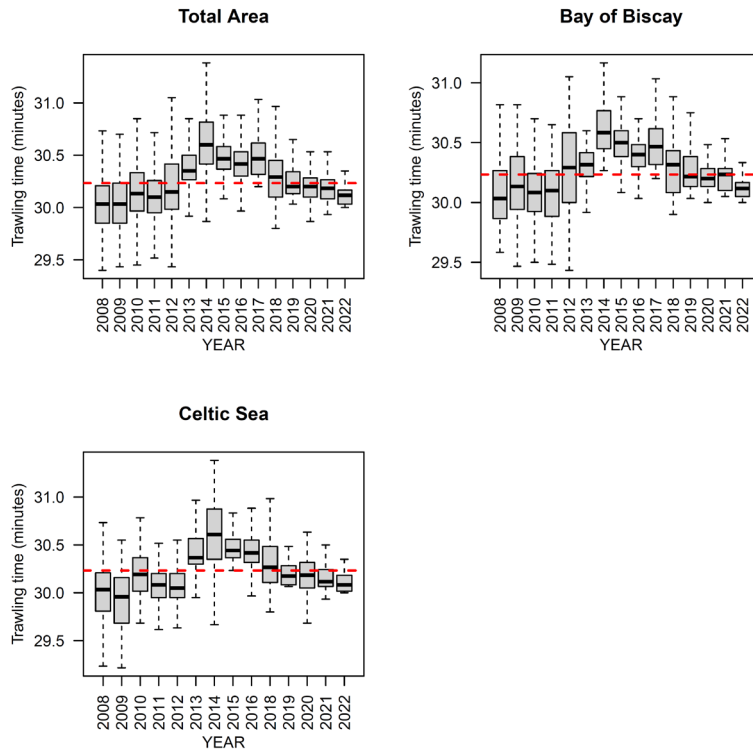 Total Area
Trawling time (minutes)
31.0
30.5
30.0
29.5
2008 2009 2010 2011 2012 2013 2014 2015 2016 2017 2018 2019 2020 2021 2022
YEAR
Bay of Biscay
Trawling time (minutes)
31.0
30.5
30.0
29.5
2008 2009 2010 2011 2012 2013 2014 2015 2016 2017 2018 2019 2020 2021 2022
YEAR
Celtic Sea
Trawling time (minutes)
31.0
30.5
30.0
29.5
2008 2009 2010 2011 2012 2013 2014 2015 2016 2018 2019 2020 2021 2022
YEAR